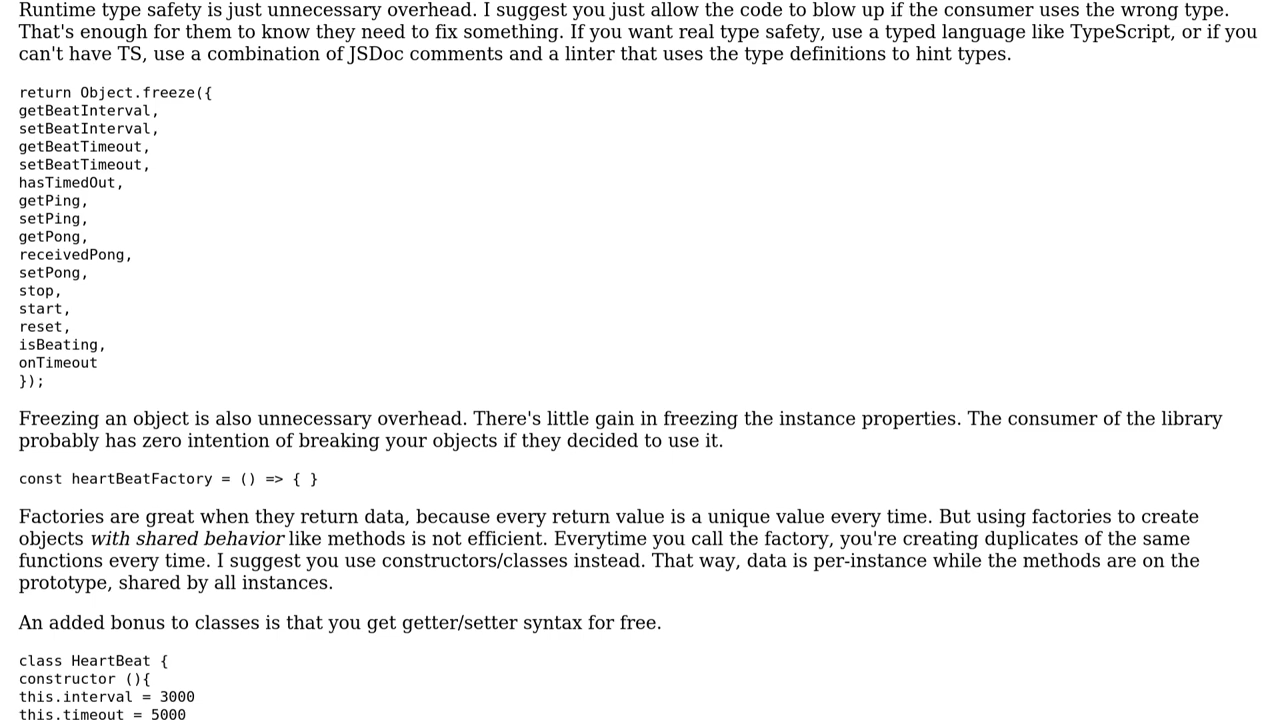 Runtime type safety is just unnecessary overhead. I suggest you just allow the code to blow up if the consumer uses the wrong type.
That's enough for them to know they need to fix something. If you want real type safety, use a typed language like TypeScript, or if you
can't have TS, use a combination of JSDoc comments and a linter that uses the type definitions to hint types.
return Object.freeze({
getBeatInterval,
setBeatInterval,
getBeatTimeout,
setBeatTimeout,
hasTimedOut,
getPing,
setPing,
getPong,
receivedPong,
setPong,
stop,
start,
reset,
isBeating,
onTimeout
});
Freezing an object is also unnecessary overhead. There's little gain in freezing the instance properties. The consumer of the library
probably has zero intention of breaking your objects if they decided to use it.
const heartBeatFactory = () => { }
Factories are great when they return data, because every return value is a unique value every time. But using factories to create
objects with shared behavior like methods is not efficient. Everytime you call the factory, you're creating duplicates of the same
functions every time. I suggest you use constructors/classes instead. That way, data is per-instance while the methods are on the
prototype, shared by all instances.
An added bonus to classes is that you get getter/setter syntax for free.
class HeartBeat {
constructor (){
this.interval = 3000
this.timeout = 5000